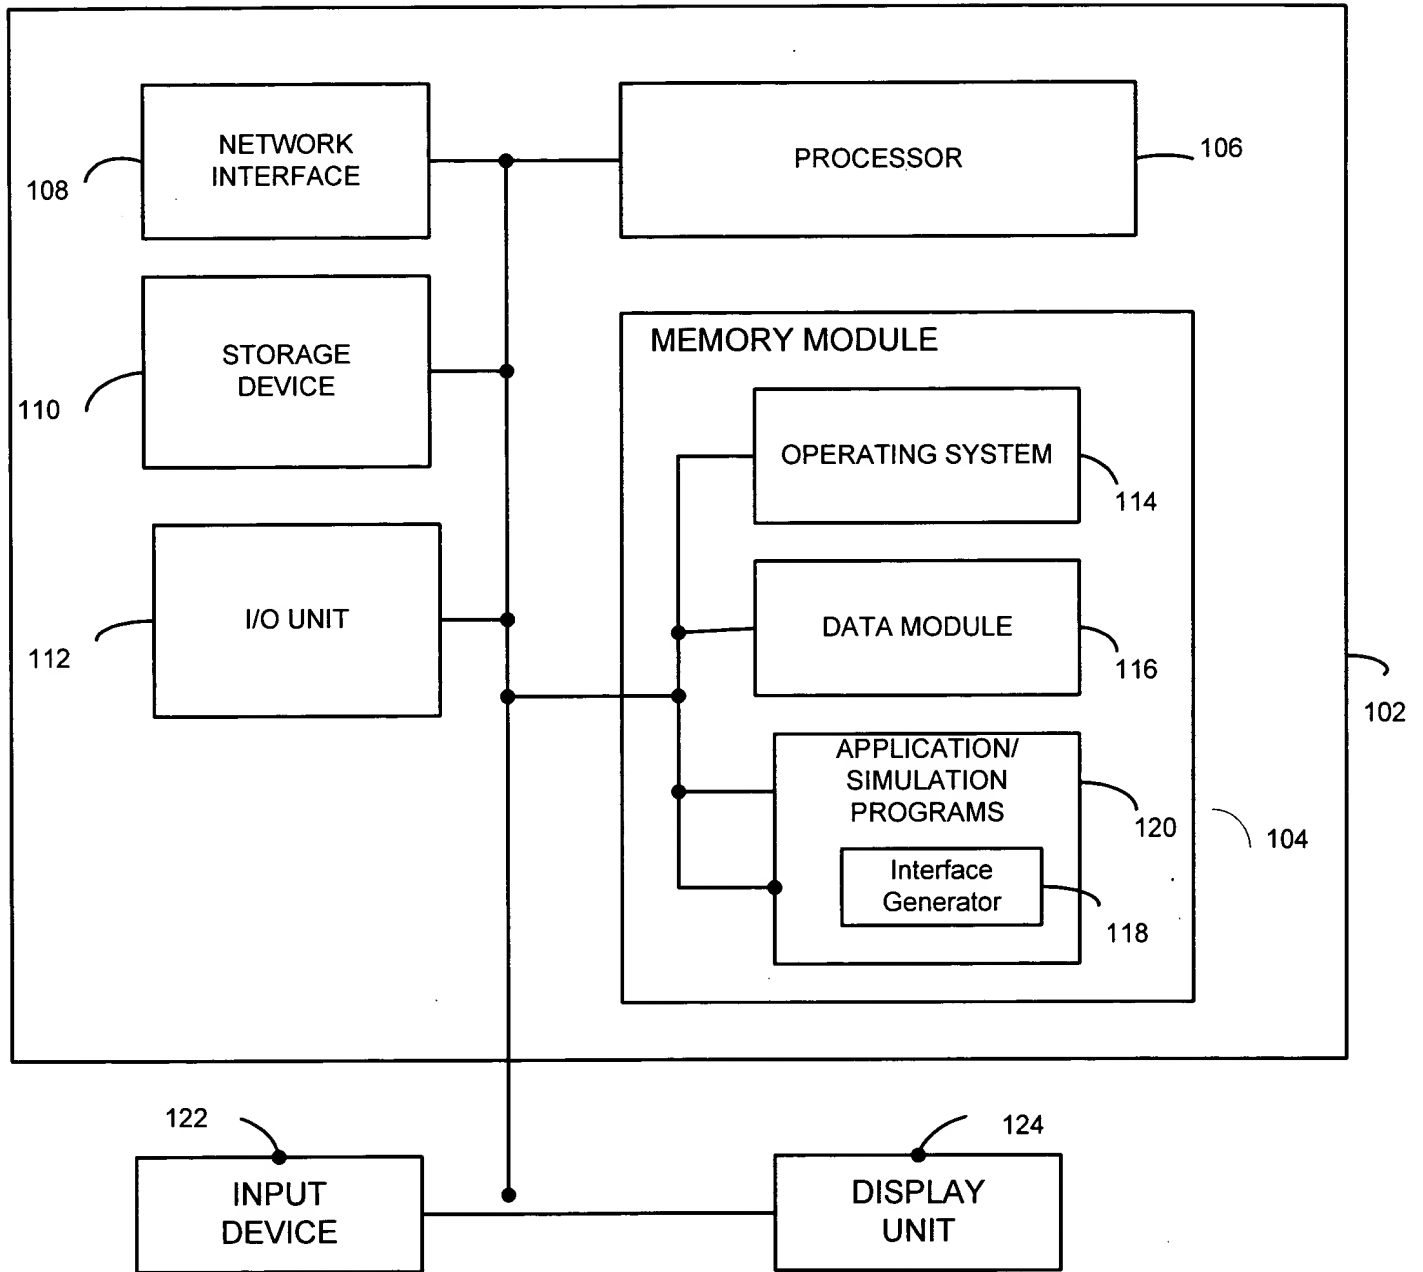 NETWORK
INTERFACE
108
PROCESSOR
106
STORAGE
DEVICE
110
MEMORY MODULE
OPERATING SYSTEM
114
I/O UNIT
112
DATA MODULE
116
102
APPLICATION/
SIMULATION
PROGRAMS
120
104
Interface
Generator
118
122
INPUT
DEVICE
124
DISPLAY
UNIT